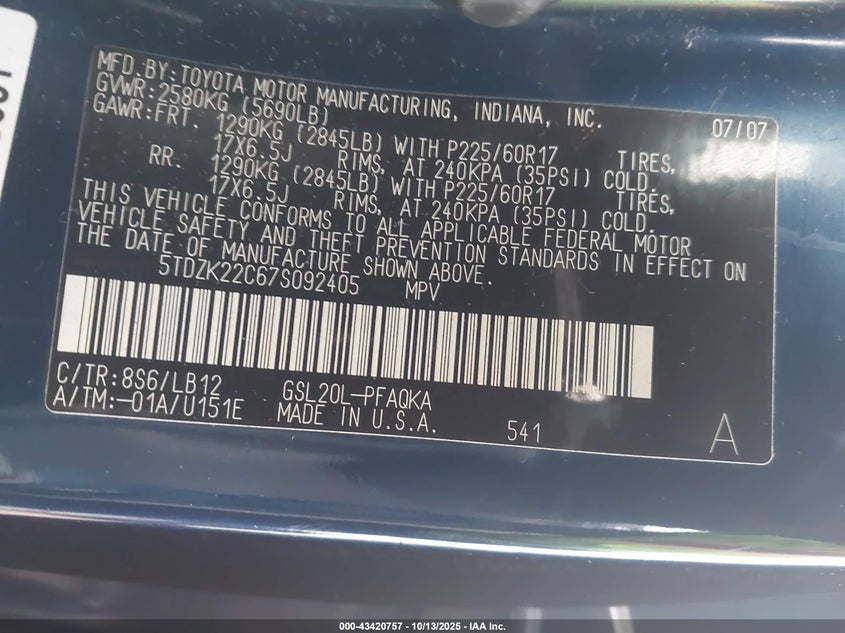 MFD.BY:TOYOTA MOTOR MANUFACTURING, INDIANA, INC. 07/07
GVWR:2580KG (5690LB)
GAWR:FRT. 1290KG (2845LB) WITH P225/60R17 TIRES,
17X6.5J RIMS, AT 240KPA (35PSI) COLD.
RR. 1290KG (2845LB) WITH P225/60R17 TIRES,
17X6.5J RIMS, AT 240KPA (35PSI) COLD.
THIS VEHICLE CONFORMS TO ALL APPLICABLE FEDERAL MOTOR
VEHICLE SAFETY AND THEFT PREVENTION STANDARDS IN EFFECT ON
THE DATE OF MANUFACTURE SHOWN ABOVE.
5TDZK22C67S092405 MPV
C/TR:8S6/LB12 GSL20L-PFAQKA
A/TM:-01A/U151E MADE IN U.S.A. 541 A
000-43420757 | 10/13/2025 - IAA Inc.